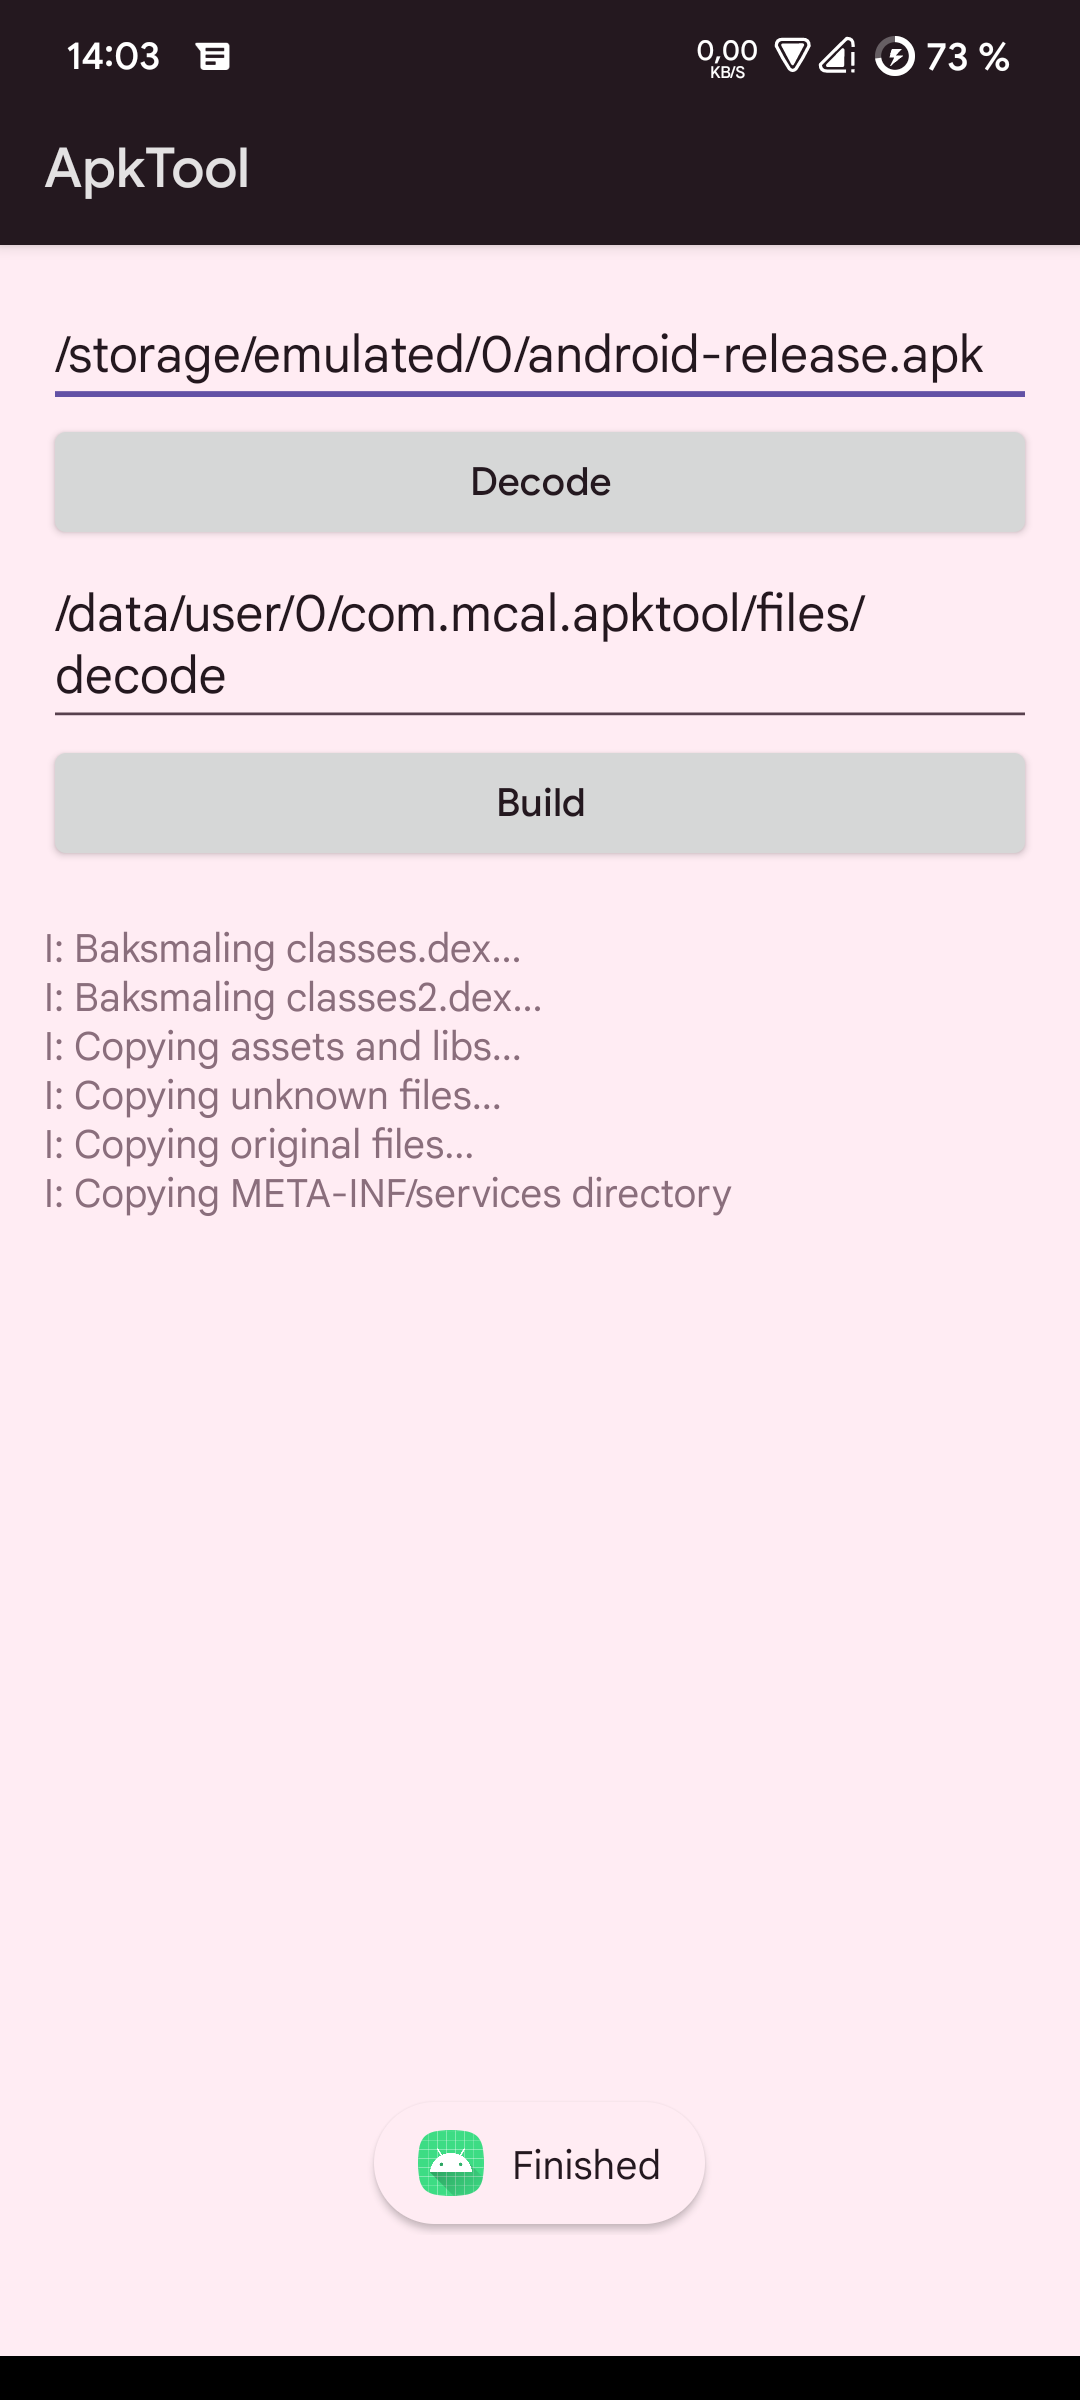 14:03
0,00
KB/S
73 %
ApkTool
/storage/emulated/0/android-release.apk
Decode
/data/user/0/com.mcal.apktool/files/
decode
Build
I: Baksmaling classes.dex...
I: Baksmaling classes2.dex...
I: Copying assets and libs...
I: Copying unknown files...
I: Copying original files...
I: Copying META-INF/services directory
Finished